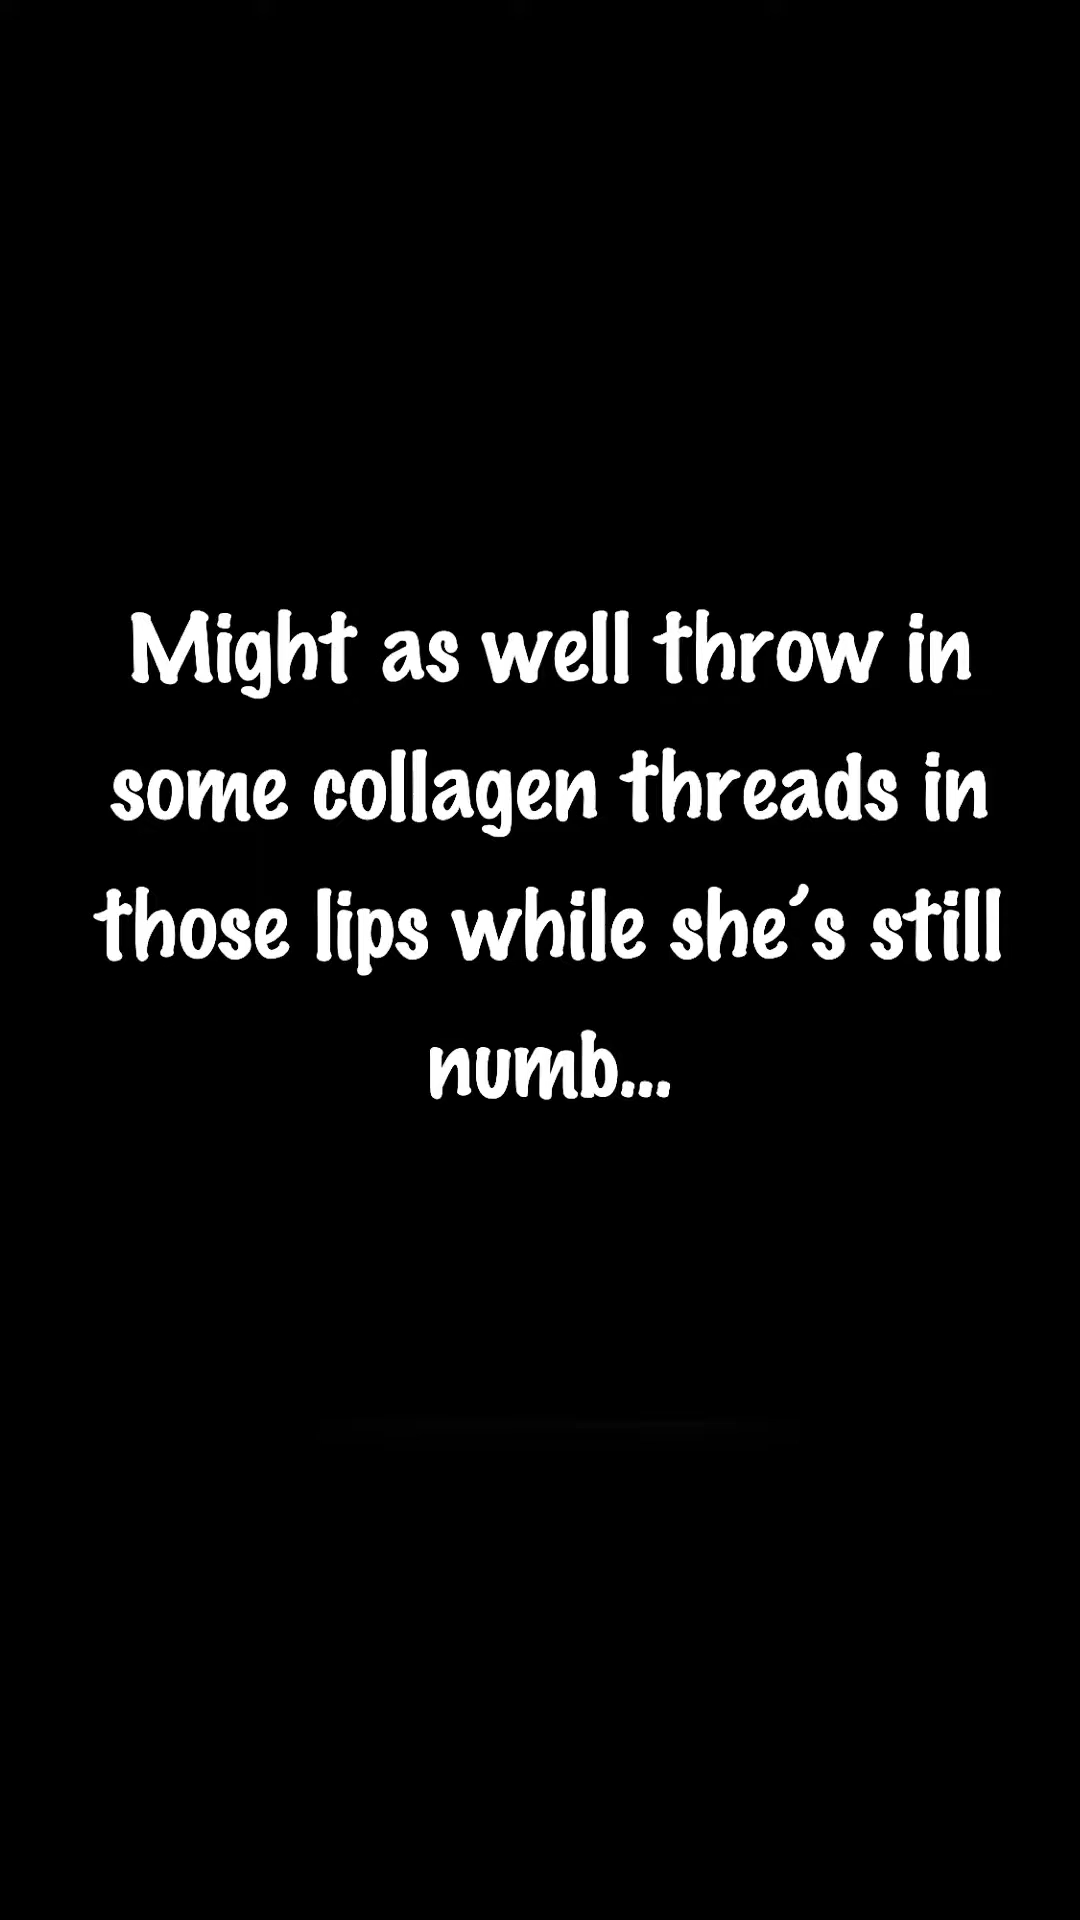 Might as well throw in
some collagen threads in
those lips while she's still
numb...